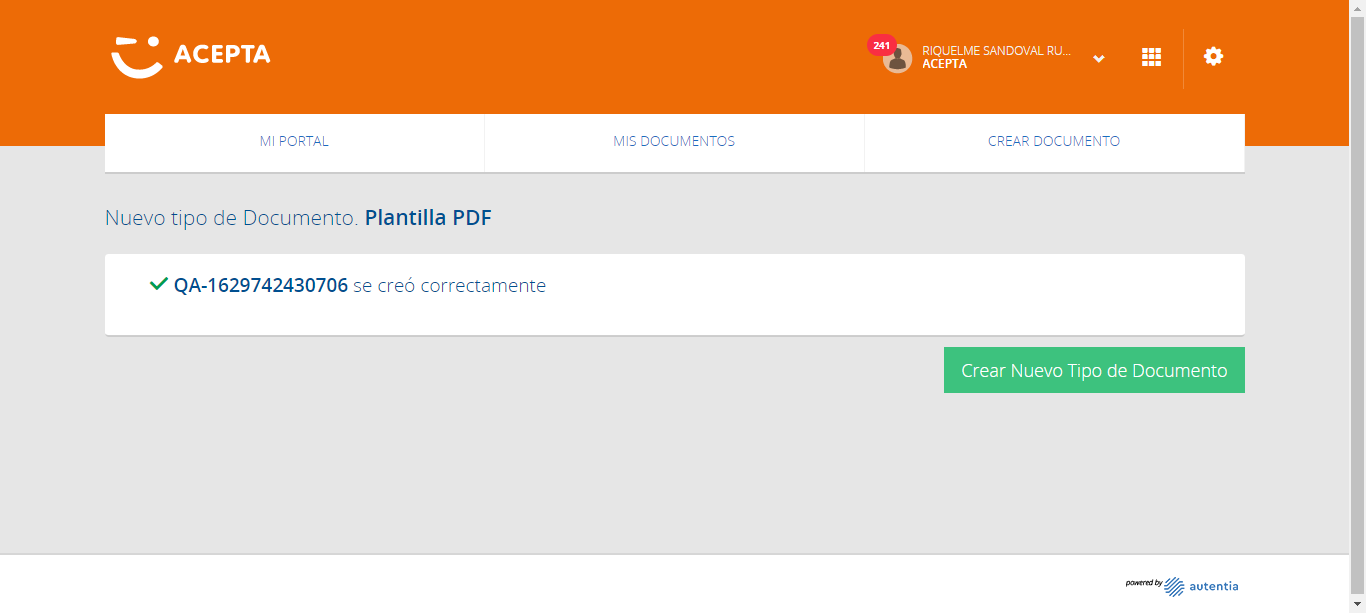 ACEPTA
241
RIQUELME SANDOVAL RU...
ACEPTA
MI PORTAL
MIS DOCUMENTOS
CREAR DOCUMENTO
Nuevo tipo de Documento. Plantilla PDF
QA-1629742430706 se creó correctamente
Crear Nuevo Tipo de Documento
powered by autentia